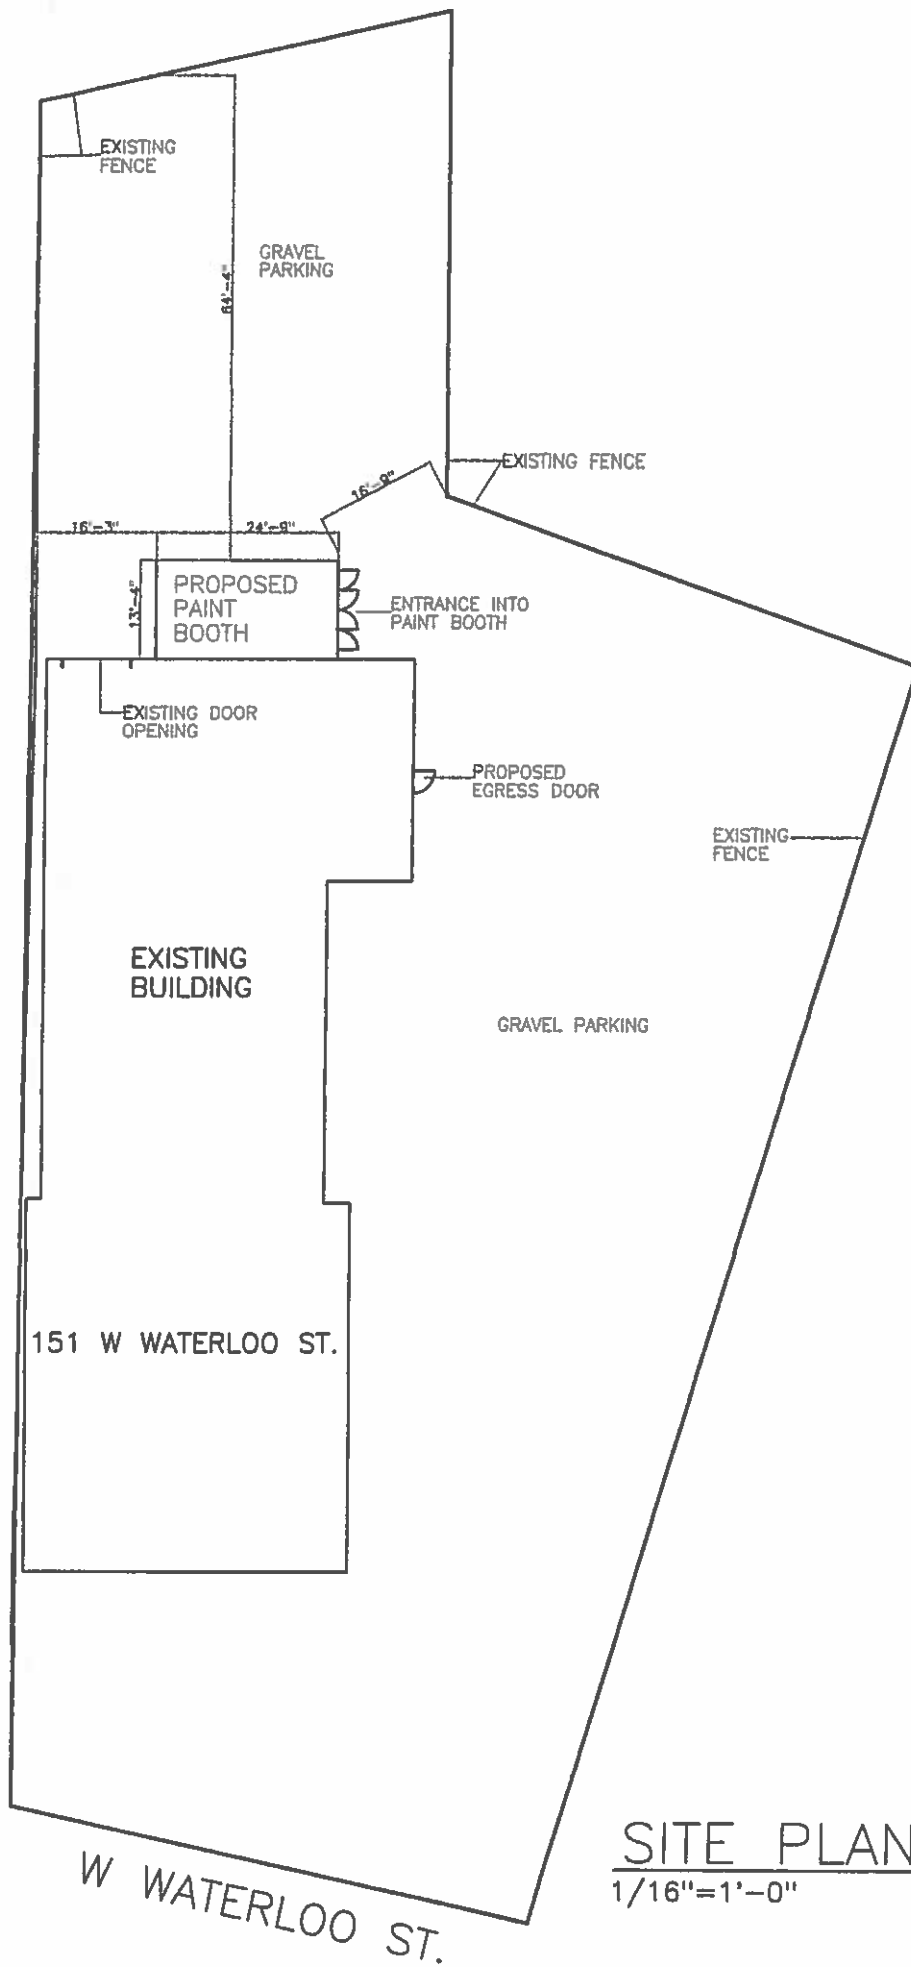 EXISTING
FENCE
GRAVEL
PARKING
EXISTING FENCE
16'-9"
16'-3"
24'-9"
13'-4"
PROPOSED
PAINT
BOOTH
ENTRANCE INTO
PAINT BOOTH
EXISTING DOOR
OPENING
PROPOSED
EGRESS DOOR
EXISTING
FENCE
EXISTING
BUILDING
GRAVEL PARKING
151 W WATERLOO ST.
W WATERLOO ST.
SITE PLAN
1/16"=1'-0"